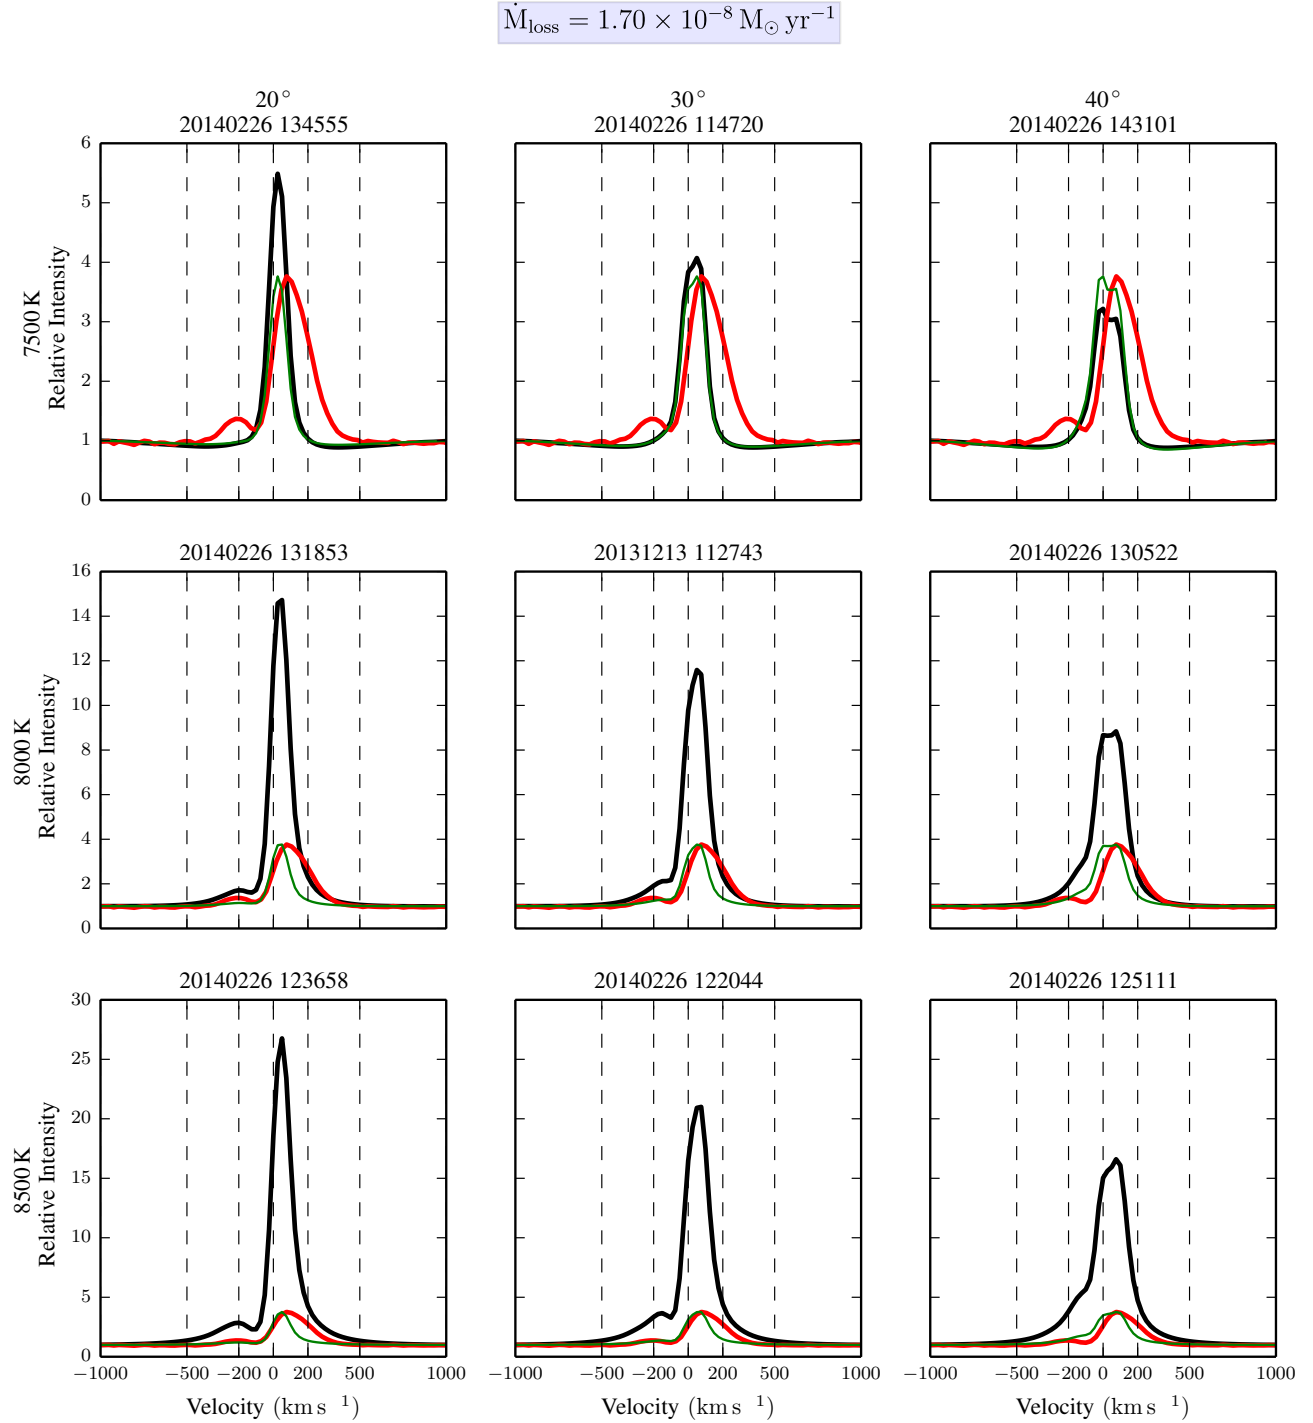 Ṁloss = 1.70 × 10−8 M⊙ yr−1
20° 30° 40°
20140226 134555 20140226 114720 20140226 143101
6
5
4
3
2
1
0
7500 K
Relative Intensity
20140226 131853 20131213 112743 20140226 130522
16
14
12
10
8
6
4
2
0
8000 K
Relative Intensity
20140226 123658 20140226 122044 20140226 125111
30
25
20
15
10
5
0
8500 K
Relative Intensity
−1000 −500 −200 0 200 500 1000 −1000 −500 −200 0 200 500 1000 −1000 −500 −200 0 200 500 1000
Velocity (km s 1) Velocity (km s 1) Velocity (km s 1)